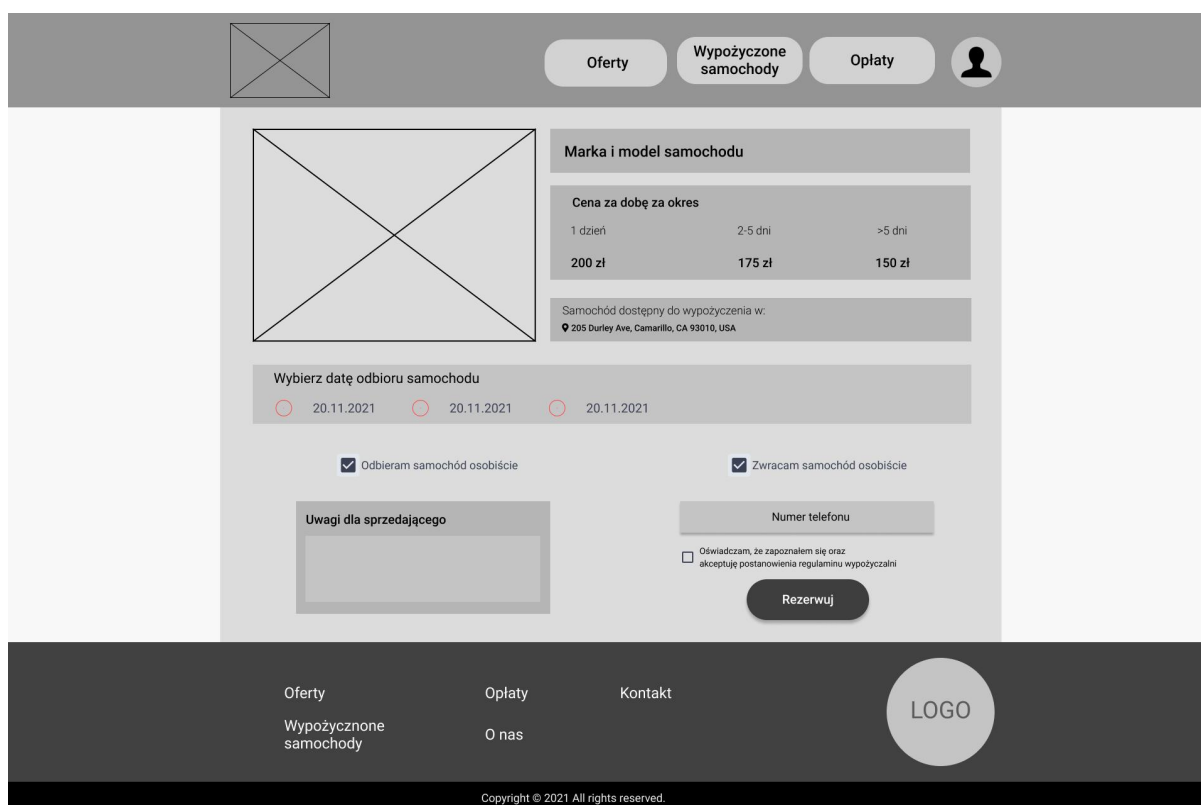 Oferty
Wypożyczone
samochody
Opłaty
Marka i model samochodu
Cena za dobę za okres
1 dzień 2-5 dni >5 dni
200 zł 175 zł 150 zł
Samochód dostępny do wypożyczenia w:
205 Durley Ave, Camarillo, CA 93010, USA
Wybierz datę odbioru samochodu
20.11.2021 20.11.2021 20.11.2021
Odbieram samochód osobiście
Zwracam samochód osobiście
Uwagi dla sprzedającego
Numer telefonu
Oświadczam, że zapoznałem się oraz
akceptuję postanowienia regulaminu wypożyczalni
Rezerwuj
Oferty Opłaty Kontakt
Wypożycznone
samochody
O nas
LOGO
Copyright © 2021 All rights reserved.